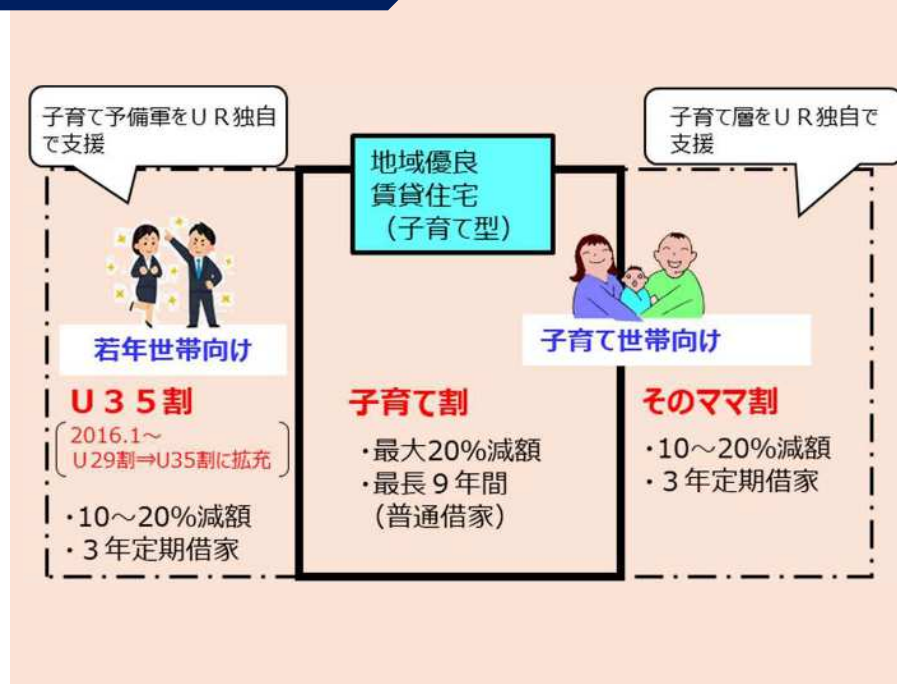 子育て予備軍をUR独自
で支援
子育て層をUR独自で
支援
地域優良
賃貸住宅
（子育て型）
若年世帯向け
子育て世帯向け
U35割
2016.1～
U29割⇒U35割に拡充
・10～20%減額
・3年定期借家
子育て割
・最大20%減額
・最長9年間
（普通借家）
そのママ割
・10～20%減額
・3年定期借家